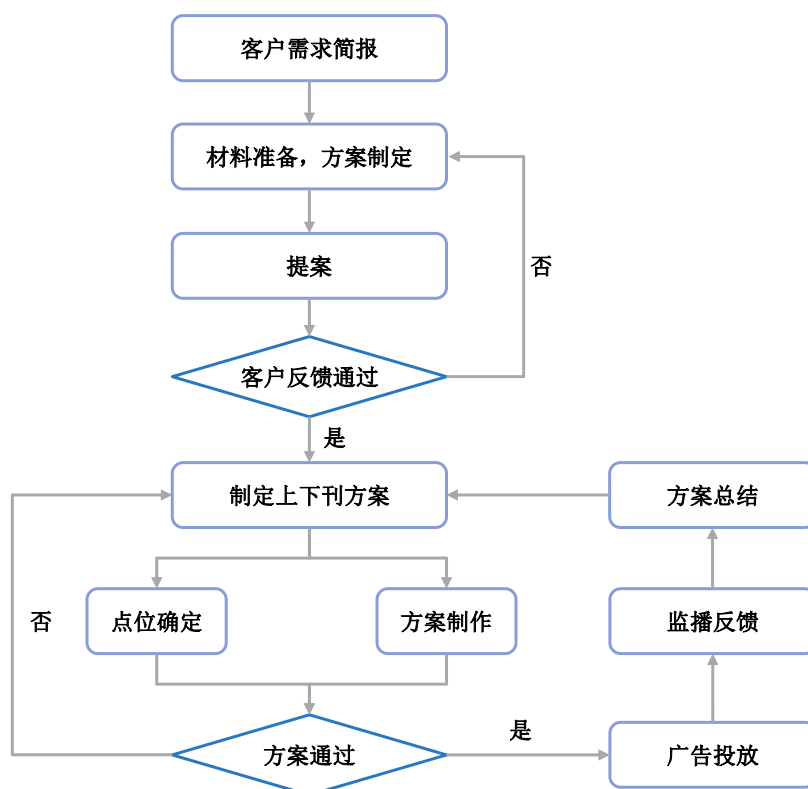 客户需求简报
材料准备，方案制定
提案
否
客户反馈通过
是
制定上下刊方案
方案总结
否
点位确定
方案制作
监播反馈
方案通过
是
广告投放